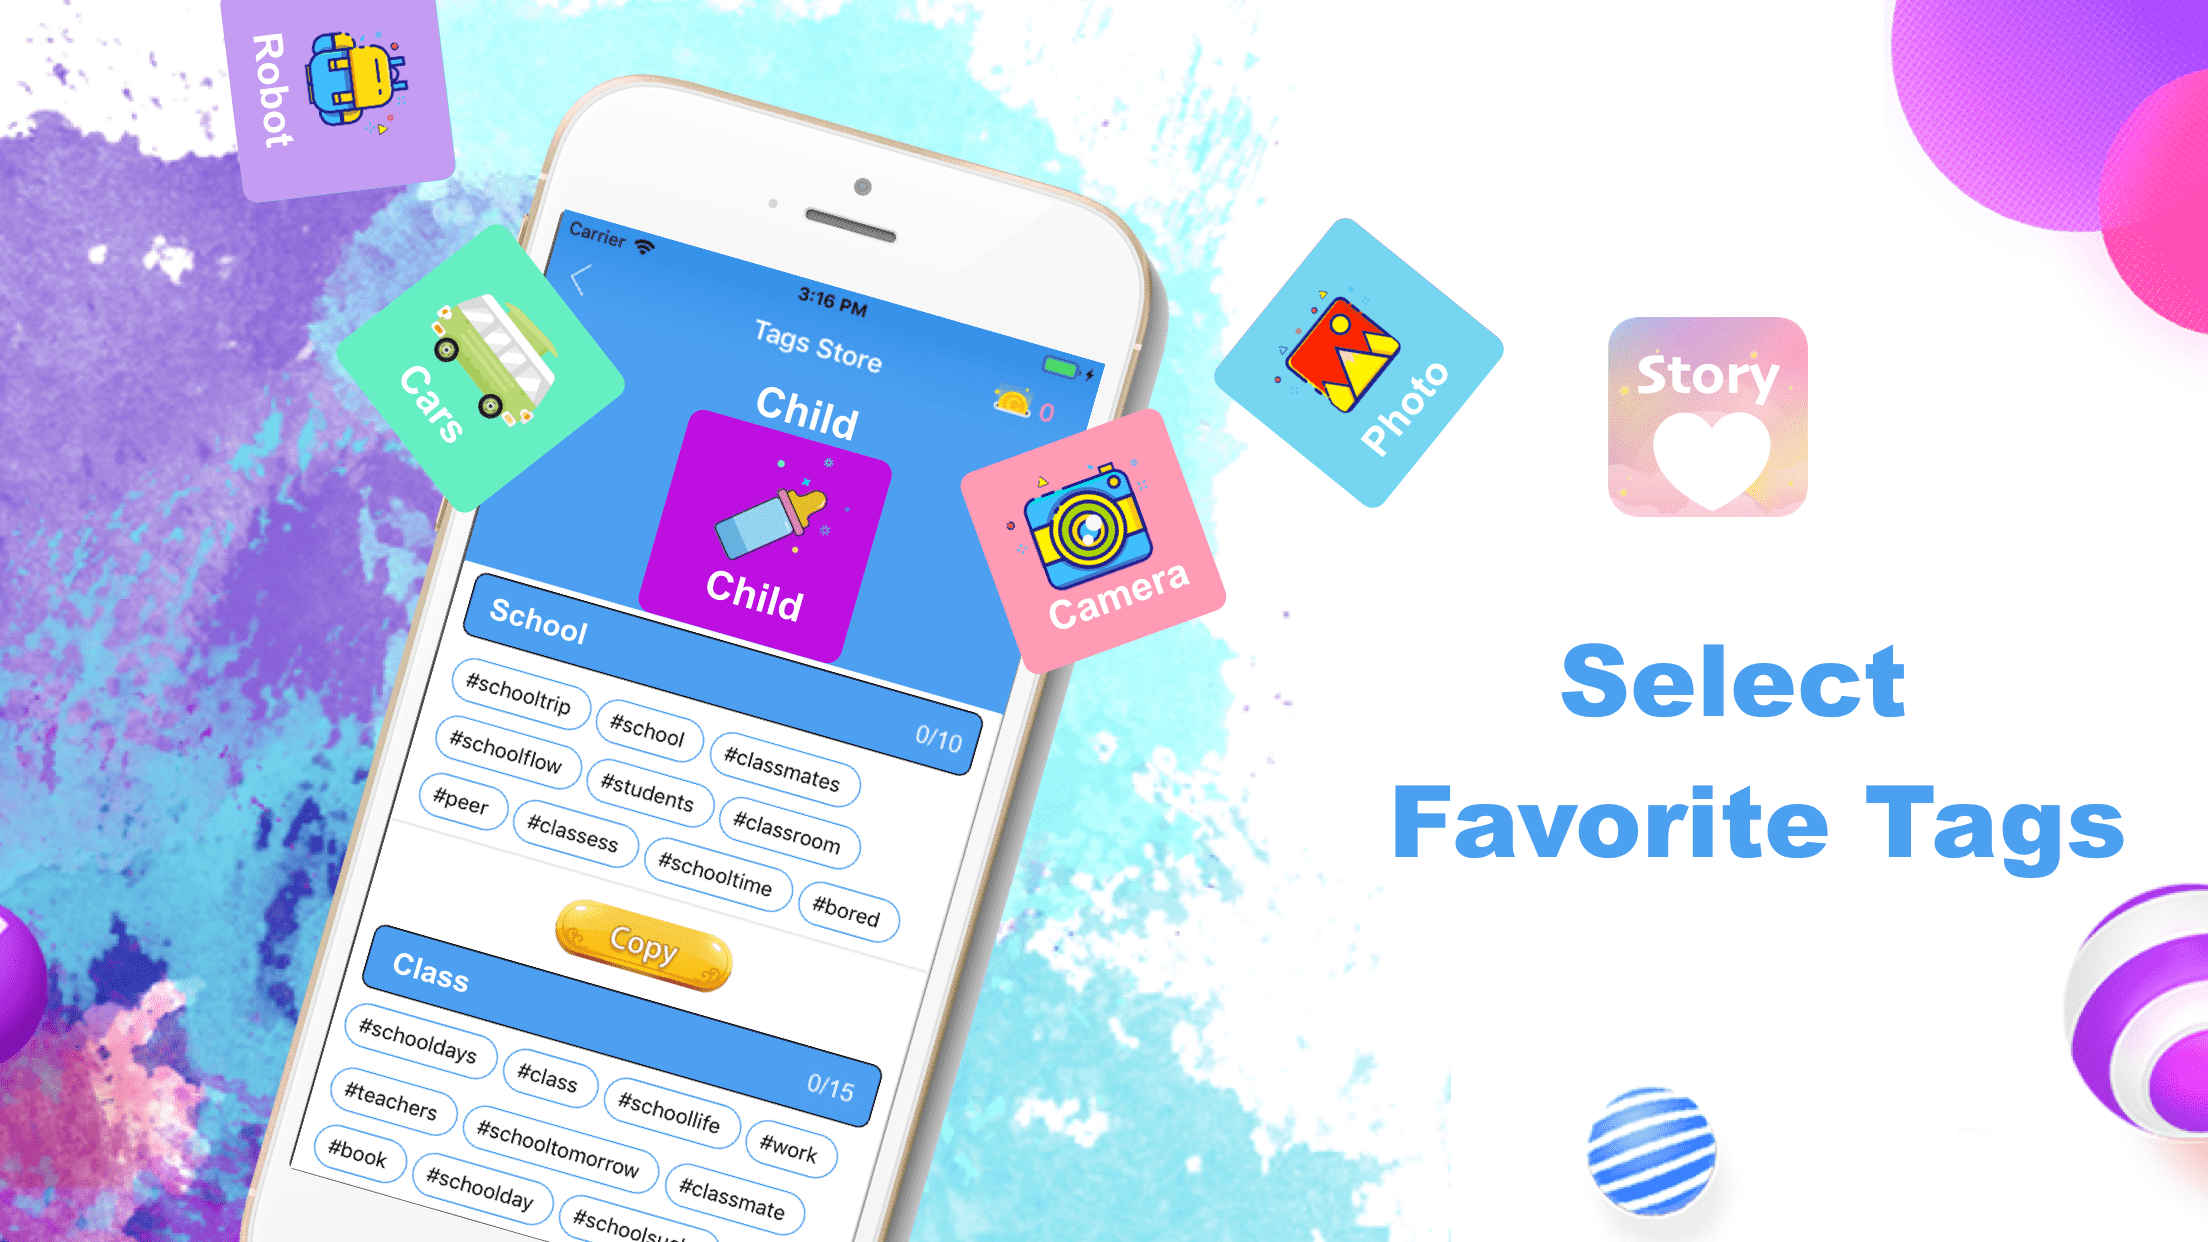 Robot
Cars
Carrier
3:16 PM
Tags Store
0
Child
Child
Camera
Photo
Story
Select
Favorite Tags
School
0/10
#schooltrip
#school
#classmates
#schoolflow
#students
#classroom
#peer
#classess
#schooltime
#bored
Copy
Class
0/15
#schooldays
#class
#schoollife
#work
#teachers
#schooltomorrow
#classmate
#book
#schoolday